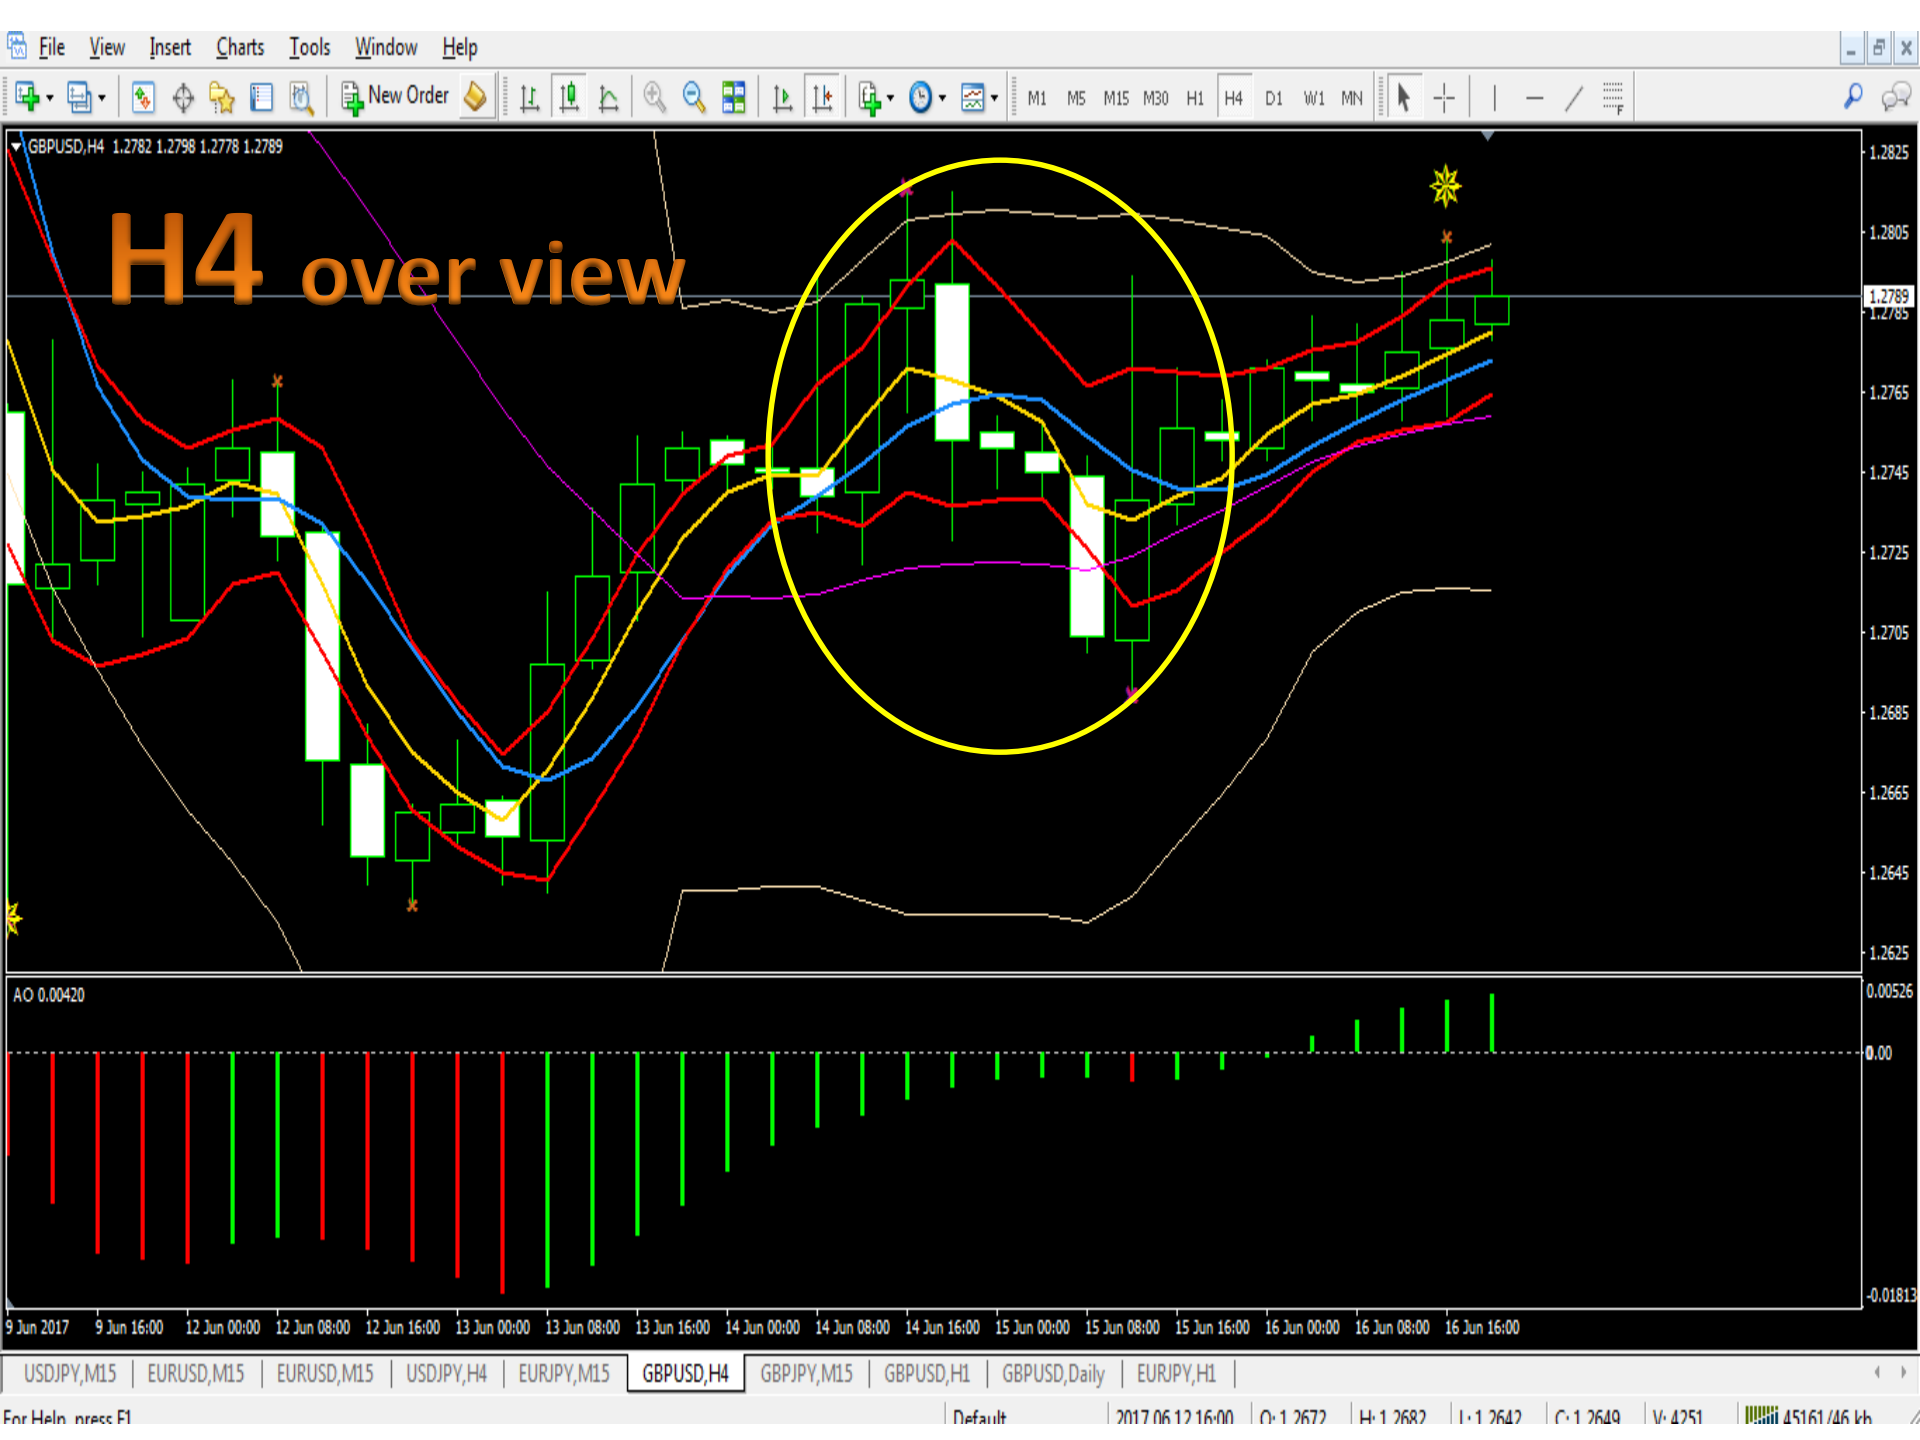 File View Insert Charts Tools Window Help
New Order M1 M5 M15 M30 H1 H4 D1 W1 MN
GBPUSD,H4 1.2782 1.2798 1.2778 1.2789
H4 over view
1.2825
1.2805
1.2789
1.2785
1.2765
1.2745
1.2725
1.2705
1.2685
1.2665
1.2645
1.2625
AO 0.00420
0.00526
0.00
-0.01813
9 Jun 2017 9 Jun 16:00 12 Jun 00:00 12 Jun 08:00 12 Jun 16:00 13 Jun 00:00 13 Jun 08:00 13 Jun 16:00 14 Jun 00:00 14 Jun 08:00 14 Jun 16:00 15 Jun 00:00 15 Jun 08:00 15 Jun 16:00 16 Jun 00:00 16 Jun 08:00 16 Jun 16:00
USDJPY,M15 EURUSD,M15 EURUSD,M15 USDJPY,H4 EURJPY,M15 GBPUSD,H4 GBPJPY,M15 GBPUSD,H1 GBPUSD,Daily EURJPY,H1
For Help, press F1 Default 2017.06.12 16:00 O: 1.2672 H: 1.2682 L: 1.2642 C: 1.2649 V: 4251 45161/46 kb